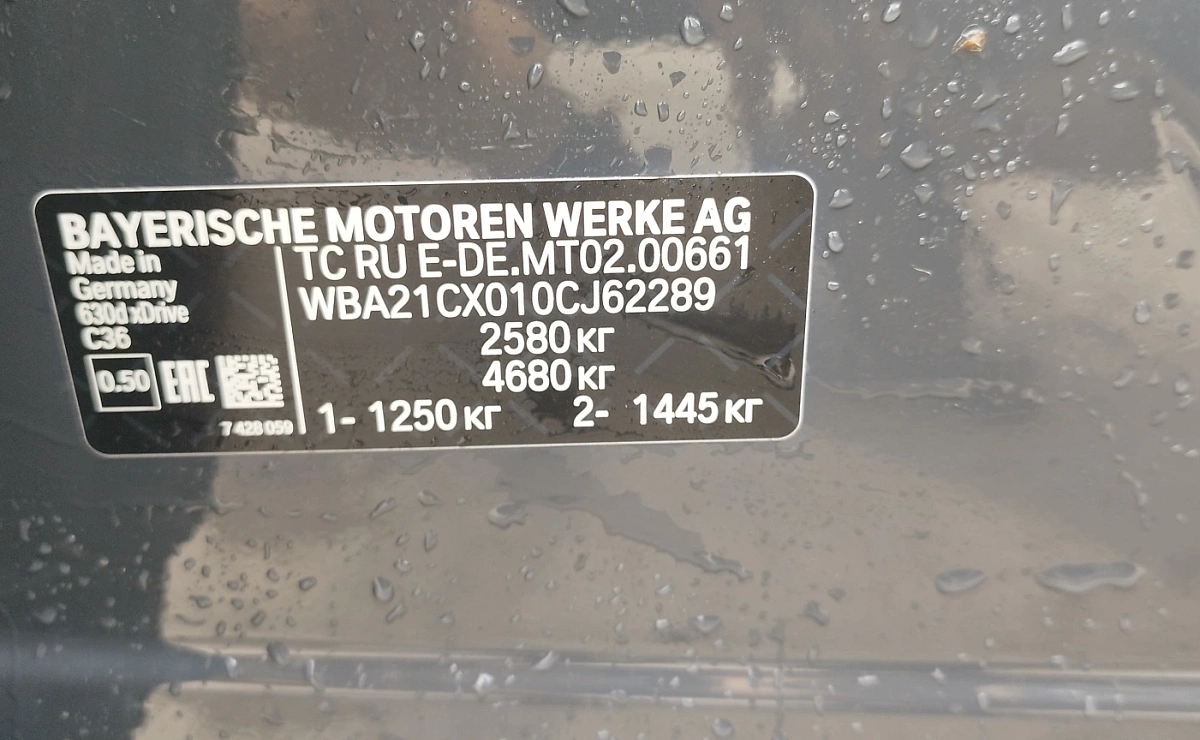 BAYERISCHE MOTOREN WERKE AG
Made in
Germany
630d xDrive
C36
0.50 EAC
7 428 059
TC RU E-DE.MT02.00661
WBA21CX010CJ62289
2580 кг
4680 кг
1- 1250 кг 2- 1445 кг